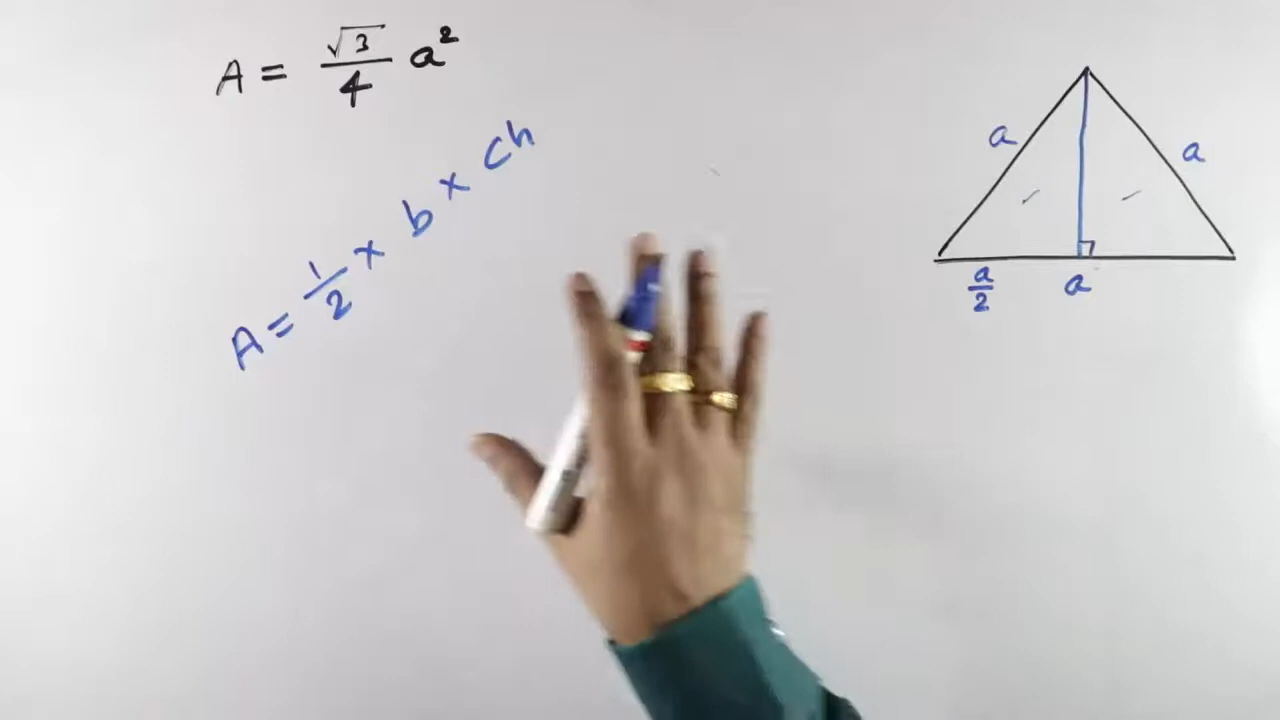 A = √3/4 a²
A = 1/2 × b × ch
a
a
a/2 a